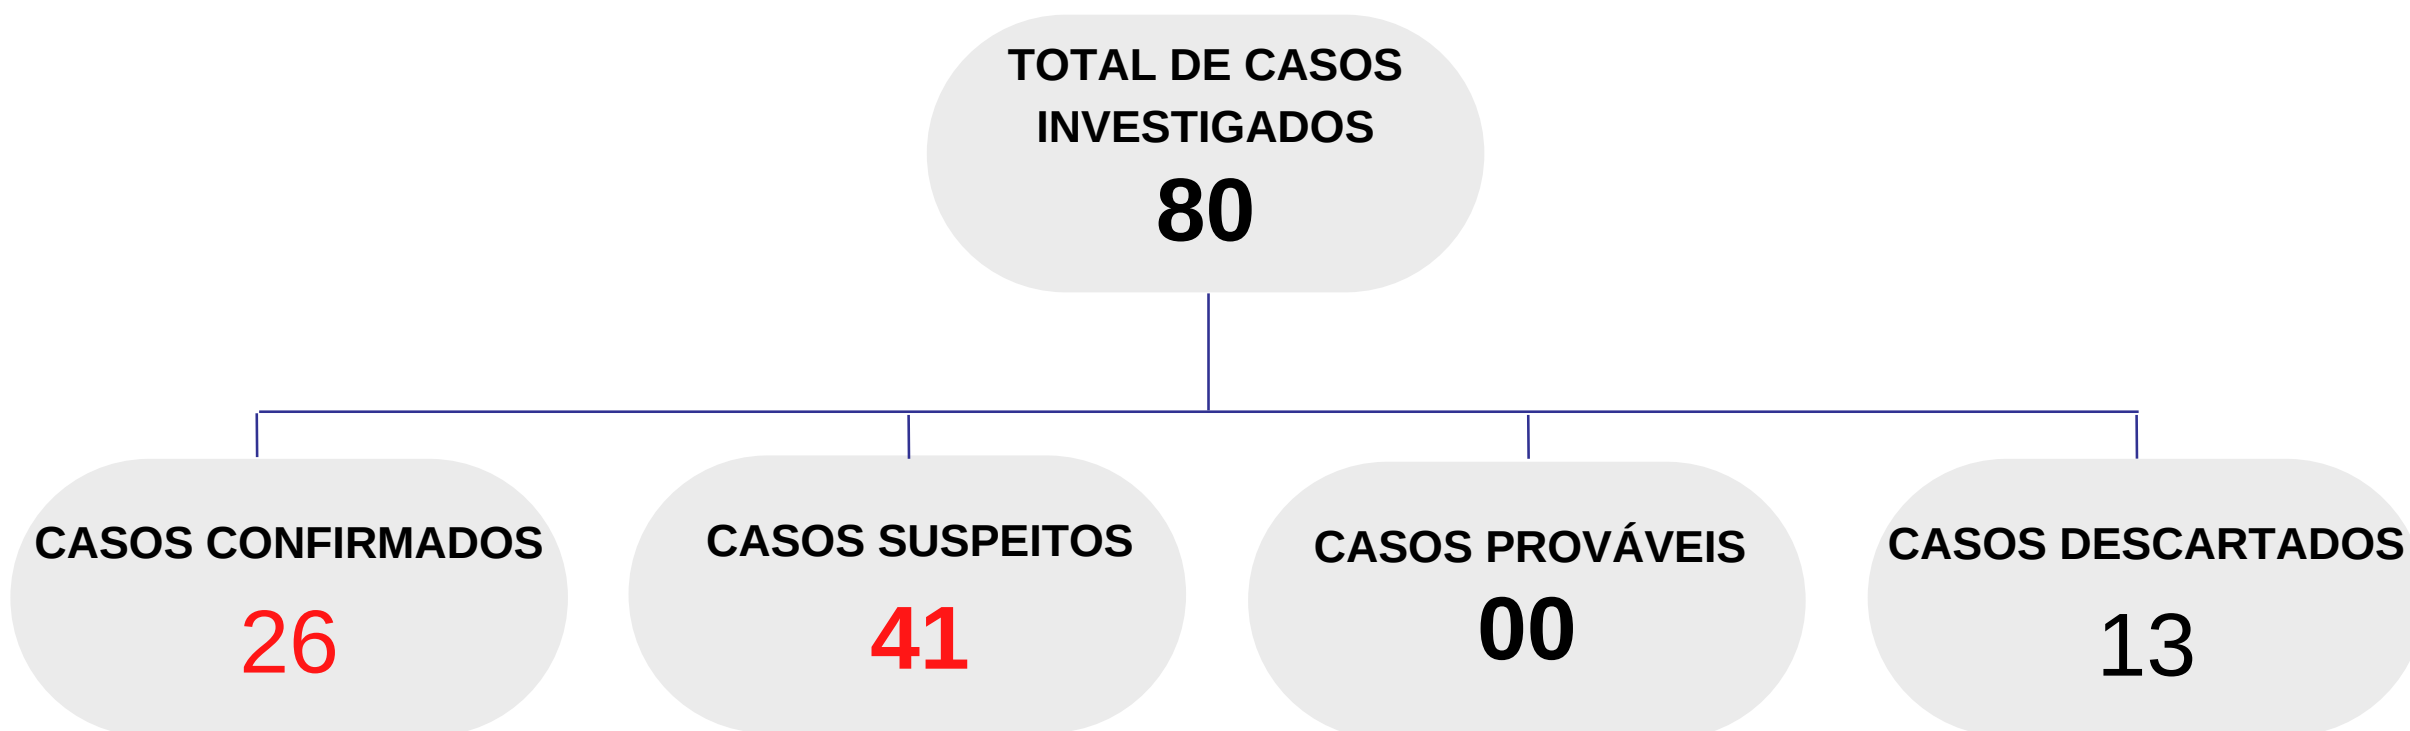 TOTAL DE CASOS
INVESTIGADOS
80
CASOS CONFIRMADOS
26
CASOS SUSPEITOS
41
CASOS PROVÁVEIS
00
CASOS DESCARTADOS
13